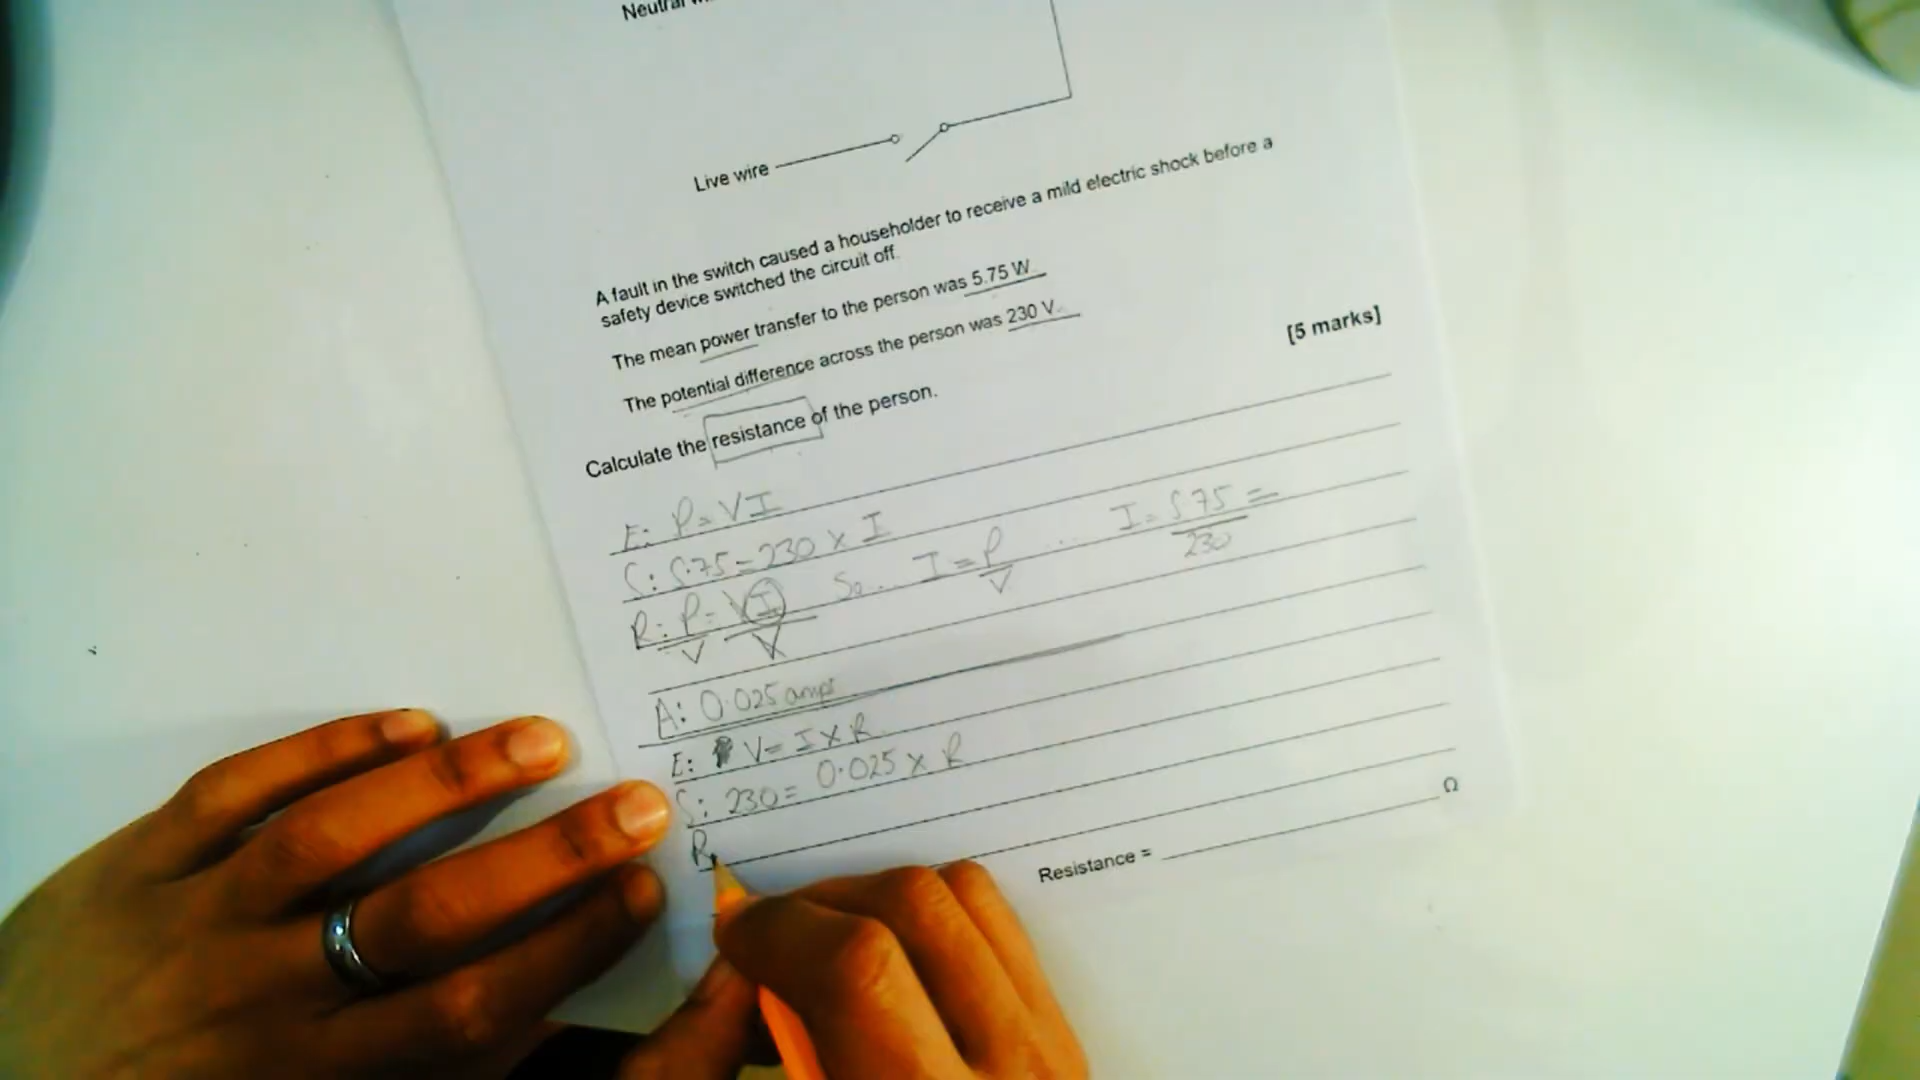 Neutral
Live wire
A fault in the switch caused a householder to receive a mild electric shock before a
safety device switched the circuit off.
The mean power transfer to the person was 5.75 W.
The potential difference across the person was 230 V.
[5 marks]
Calculate the resistance of the person.
E: P = VI
S: 5.75 = 230 × I
R: P/V = VI/V So... I = P/V ... I = 5.75/230 =
A: 0.025 amps
E: V = I × R
S: 230 = 0.025 × R
R
Resistance = ____ Ω